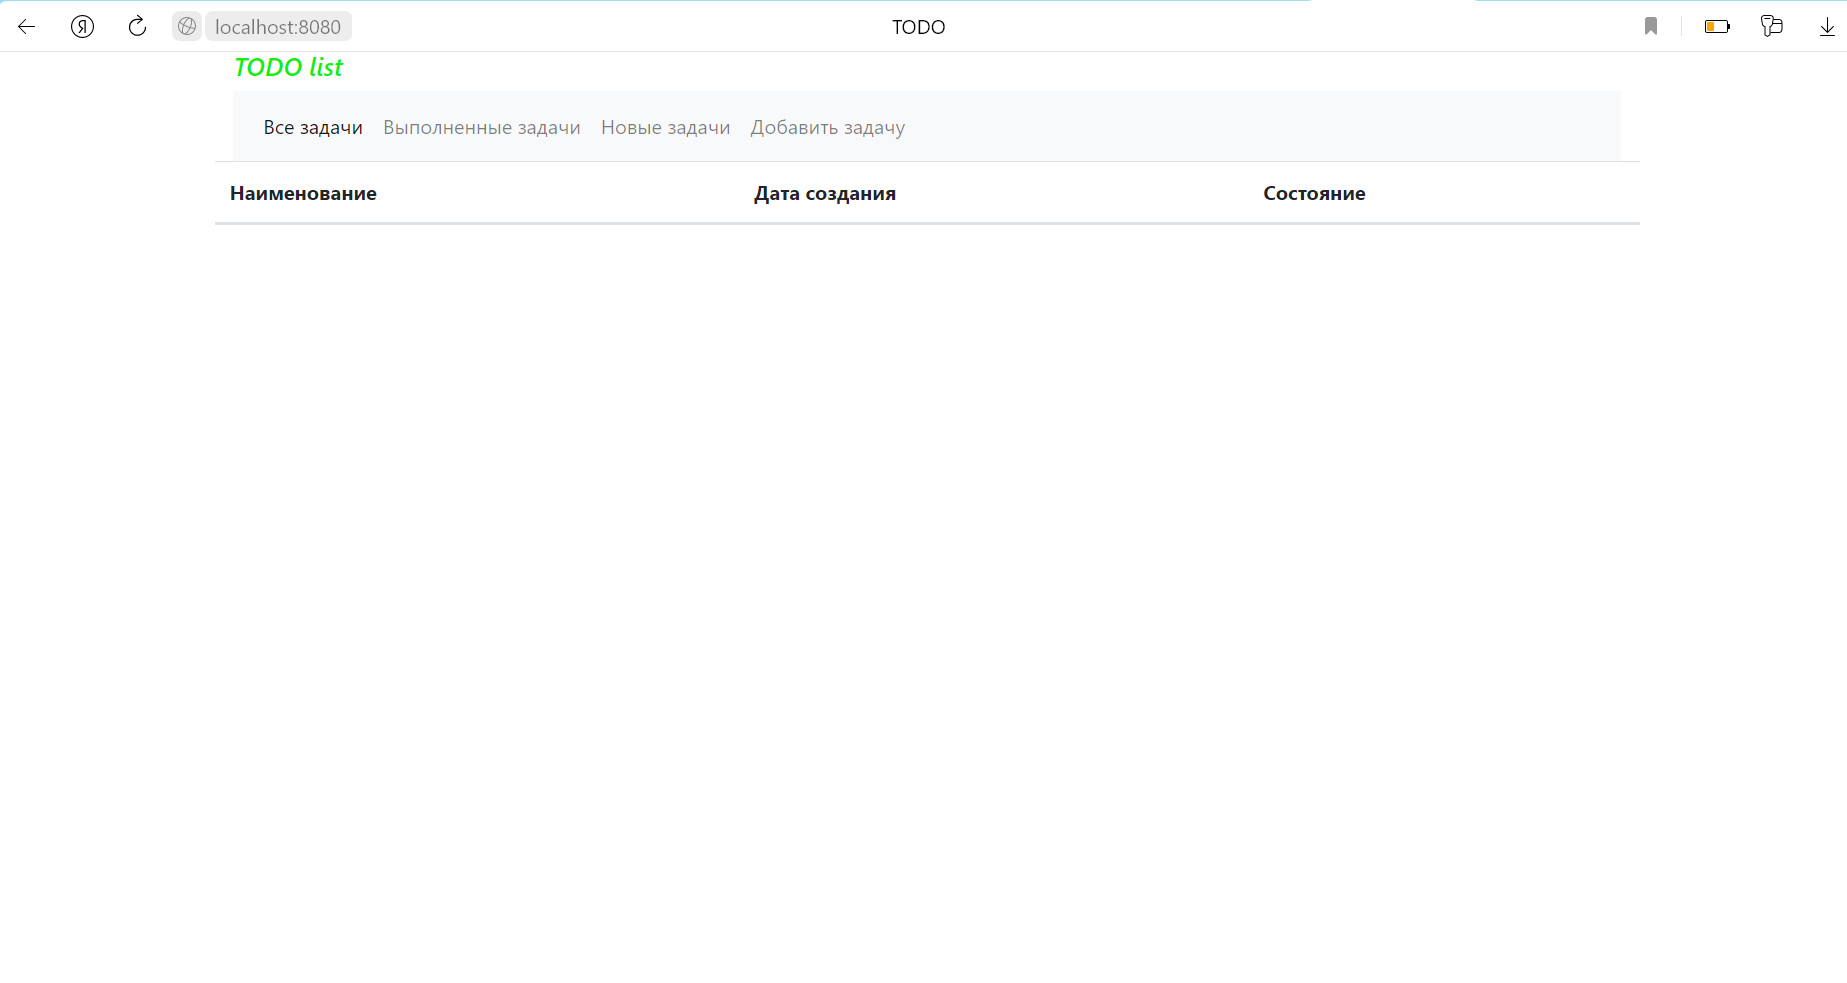 localhost:8080 TODO
TODO list
Все задачи Выполненные задачи Новые задачи Добавить задачу
Наименование Дата создания Состояние